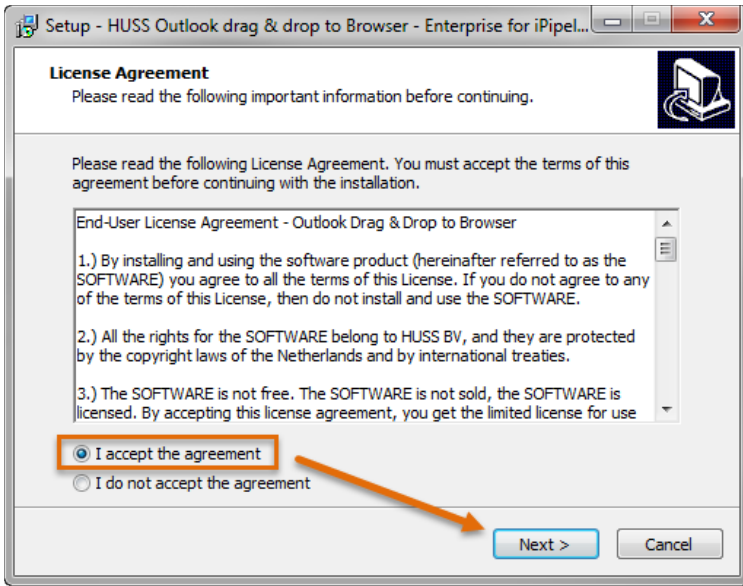 Setup - HUSS Outlook drag & drop to Browser - Enterprise for iPipel...
License Agreement
Please read the following important information before continuing.
Please read the following License Agreement. You must accept the terms of this
agreement before continuing with the installation.
End-User License Agreement - Outlook Drag & Drop to Browser
1.) By installing and using the software product (hereinafter referred to as the
SOFTWARE) you agree to all the terms of this License. If you do not agree to any
of the terms of this License, then do not install and use the SOFTWARE.
2.) All the rights for the SOFTWARE belong to HUSS BV, and they are protected
by the copyright laws of the Netherlands and by international treaties.
3.) The SOFTWARE is not free. The SOFTWARE is not sold, the SOFTWARE is
licensed. By accepting this license agreement, you get the limited license for use
I accept the agreement
I do not accept the agreement
Next >
Cancel